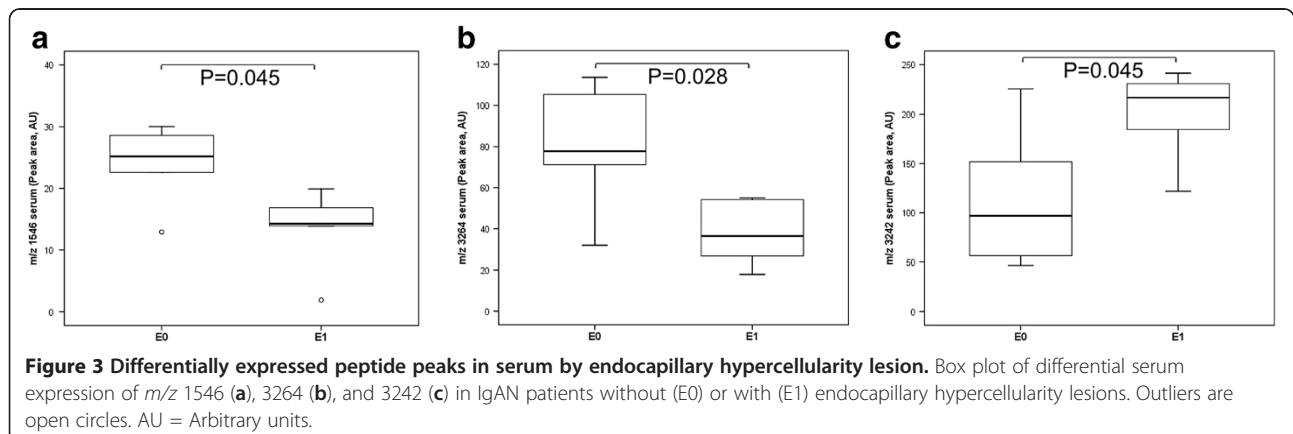 a
b
c
P=0.045
P=0.028
P=0.045
m/z 1546 serum (Peak area, AU)
40
30
20
10
0
E0
E1
m/z 3264 serum (Peak area, AU)
120
100
80
60
40
20
0
E0
E1
m/z 3242 serum (Peak area, AU)
250
200
150
100
50
0
E0
E1
Figure 3 Differentially expressed peptide peaks in serum by endocapillary hypercellularity lesion. Box plot of differential serum
expression of m/z 1546 (a), 3264 (b), and 3242 (c) in IgAN patients without (E0) or with (E1) endocapillary hypercellularity lesions. Outliers are
open circles. AU = Arbitrary units.